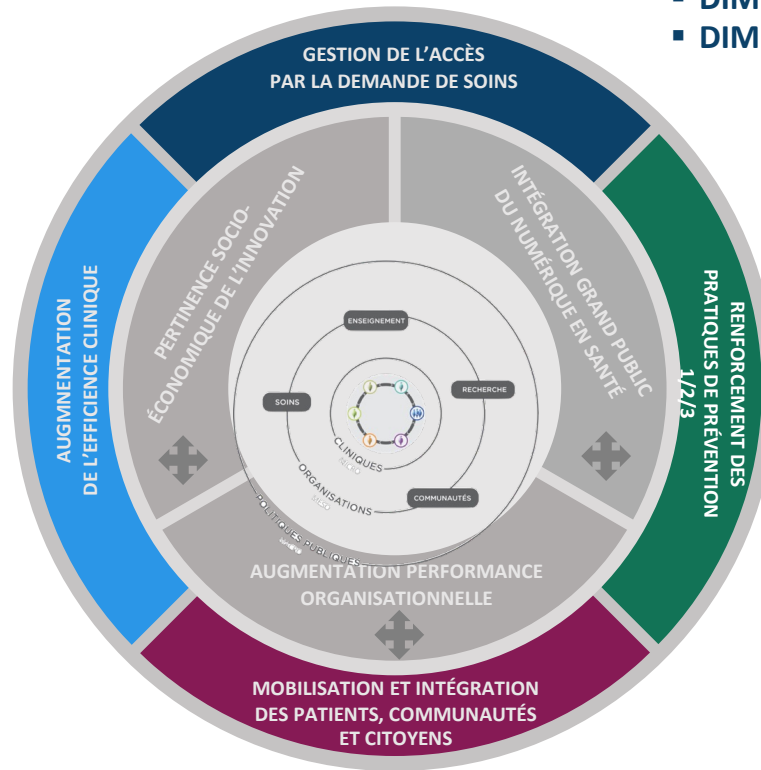 ▪ DIM
▪ DIM
GESTION DE L’ACCÈS
PAR LA DEMANDE DE SOINS
PERTINENCE SOCIO-
ÉCONOMIQUE DE L’INNOVATION
INTÉGRATION GRAND PUBLIC
DU NUMÉRIQUE EN SANTÉ
AUGMNENTATION
DE L’EFFICIENCE CLINIQUE
RENFORCEMENT DES
PRATIQUES DE PRÉVENTION
1/2/3
ENSEIGNEMENT
SOINS
RECHERCHE
COMMUNAUTÉS
CLINIQUES
ORGANISATIONS
POLITIQUES PUBLIQUES
AUGMENTATION PERFORMANCE
ORGANISATIONNELLE
MOBILISATION ET INTÉGRATION
DES PATIENTS, COMMUNAUTÉS
ET CITOYENS